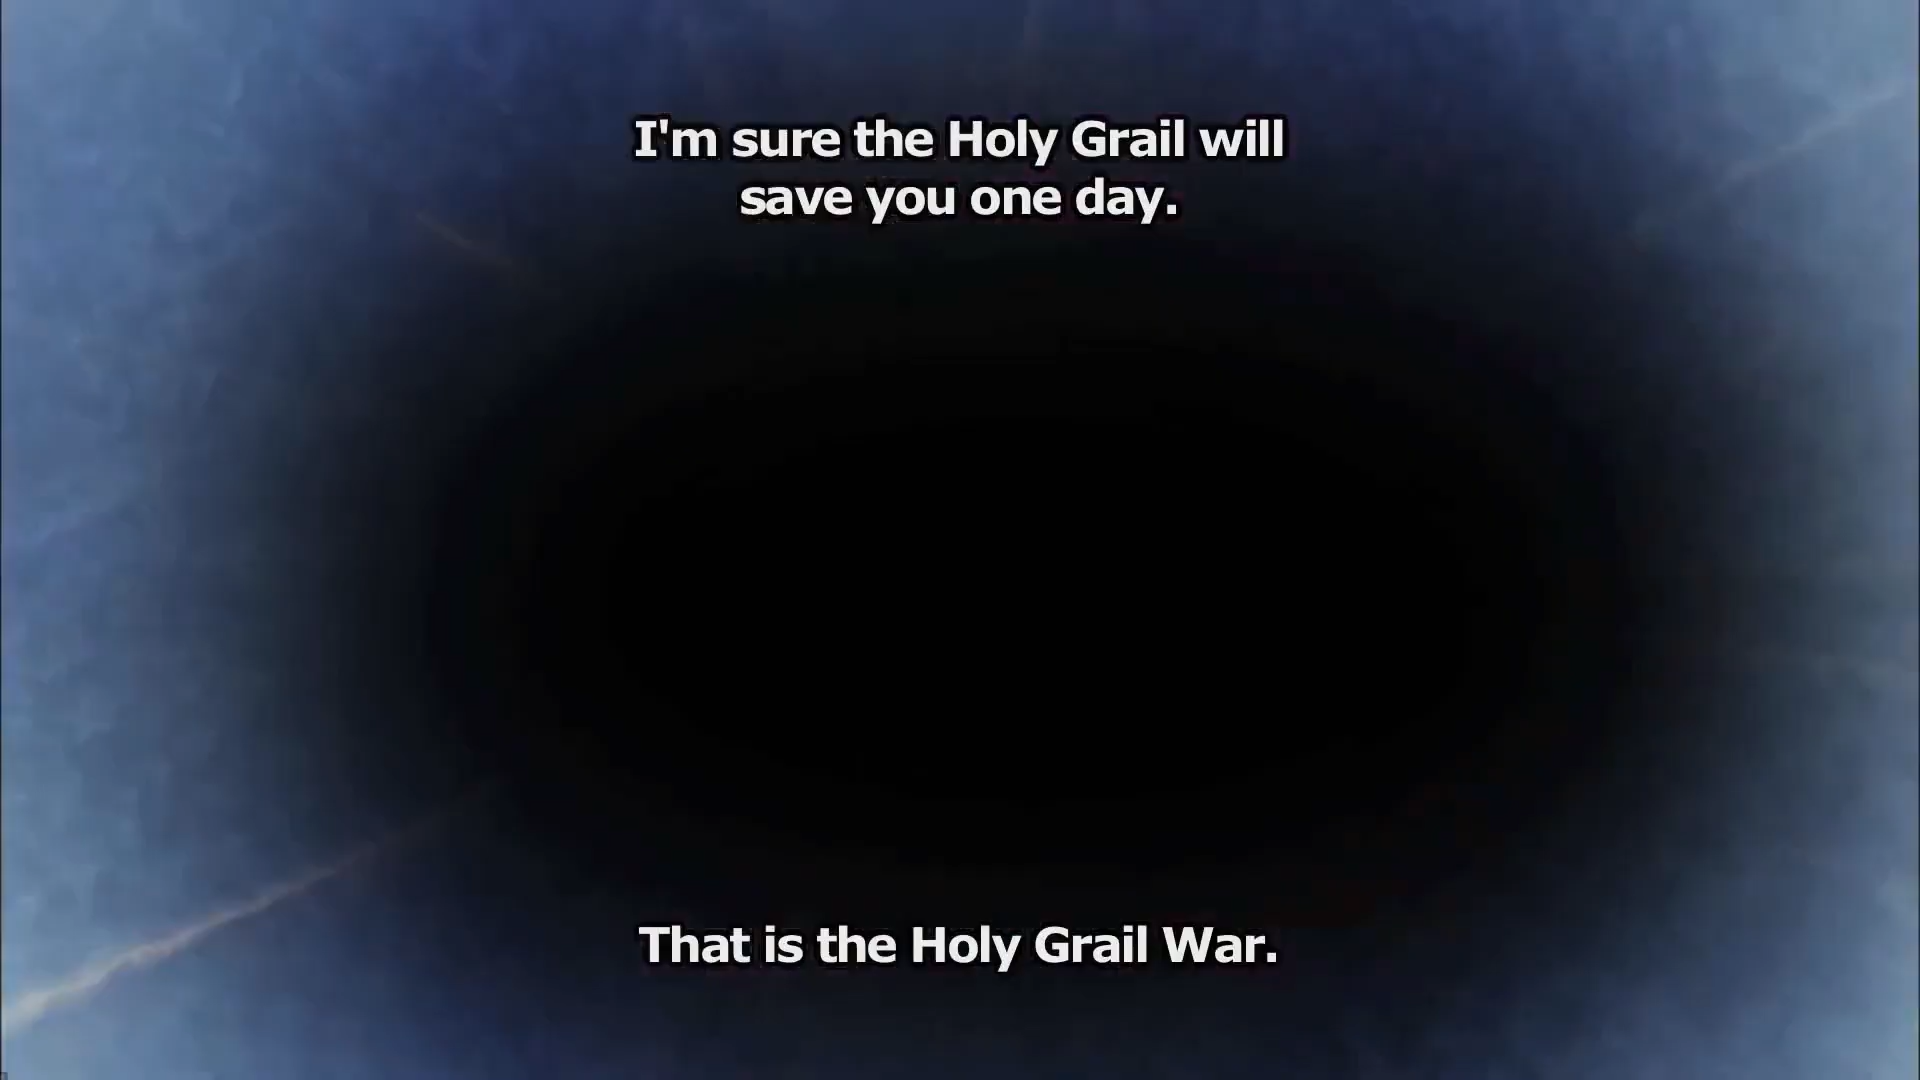 I'm sure the Holy Grail will
save you one day.
That is the Holy Grail War.